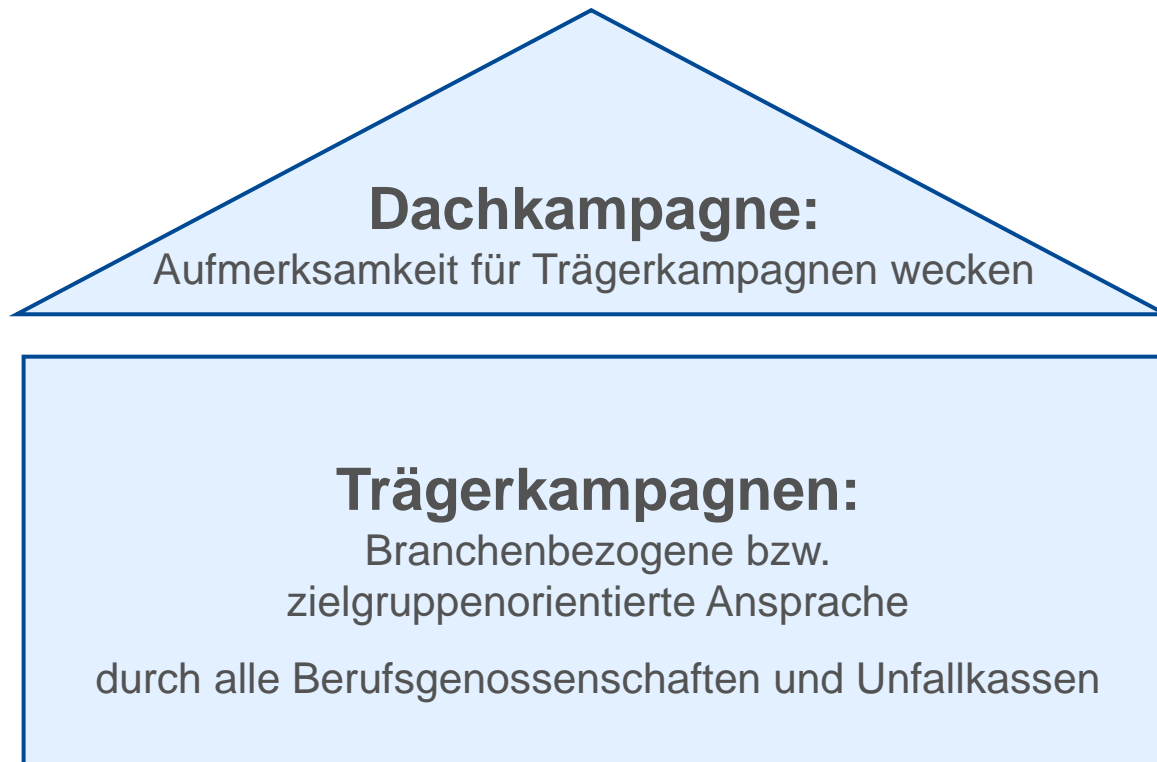 Dachkampagne:
Aufmerksamkeit für Trägerkampagnen wecken
Trägerkampagnen:
Branchenbezogene bzw.
zielgruppenorientierte Ansprache
durch alle Berufsgenossenschaften und Unfallkassen